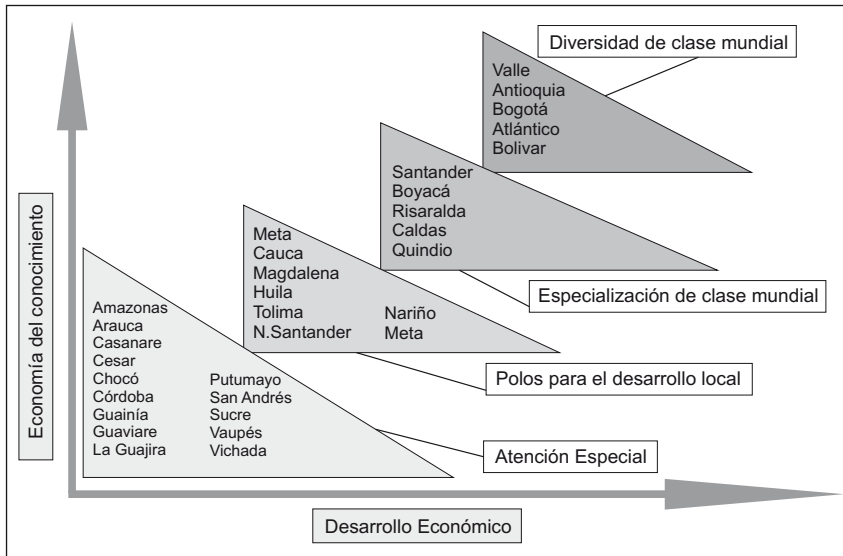 Diversidad de clase mundial
Valle
Antioquia
Bogotá
Atlántico
Bolivar
Santander
Boyacá
Risaralda
Caldas
Quindio
Especialización de clase mundial
Meta
Cauca
Magdalena
Huila
Tolima
N.Santander
Nariño
Meta
Polos para el desarrollo local
Amazonas
Arauca
Casanare
Cesar
Chocó
Córdoba
Guainía
Guaviare
La Guajira
Putumayo
San Andrés
Sucre
Vaupés
Vichada
Atención Especial
Economía del conocimiento
Desarrollo Económico